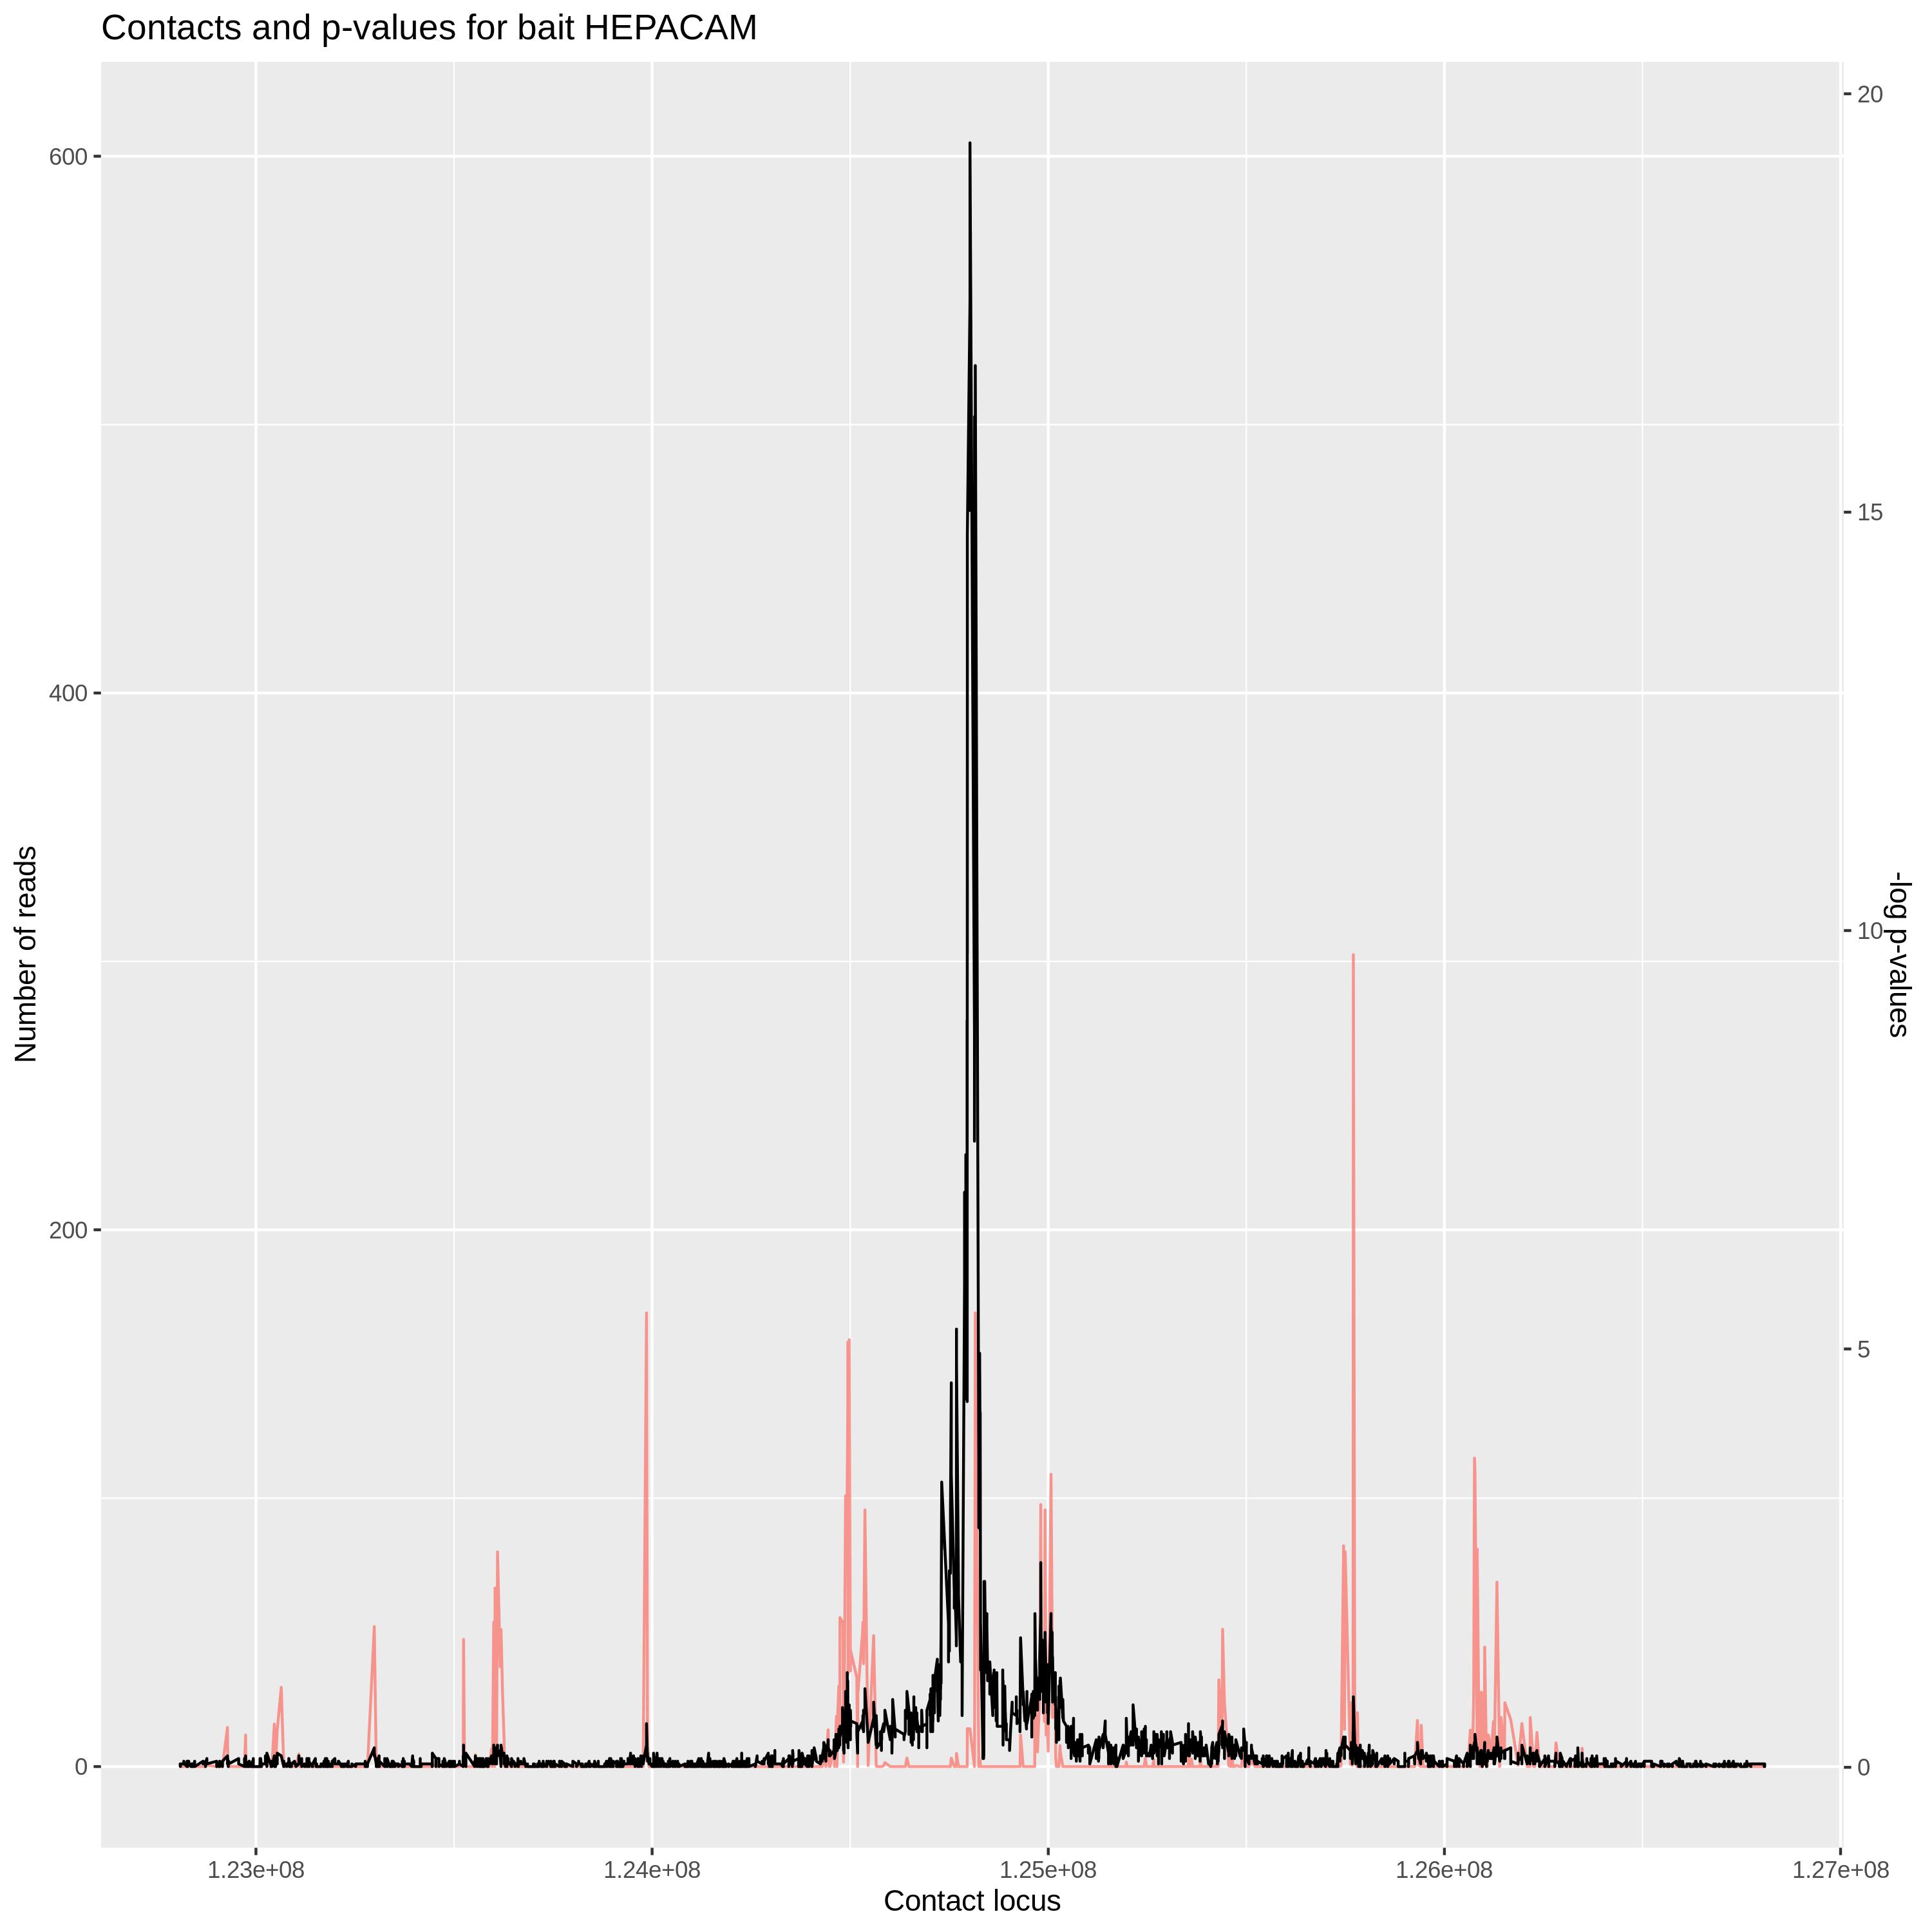 Contacts and p-values for bait HEPACAM
600
400
200
0
Number of reads
20
15
10
5
0
-log p-values
1.23e+08
1.24e+08
1.25e+08
1.26e+08
1.27e+08
Contact locus